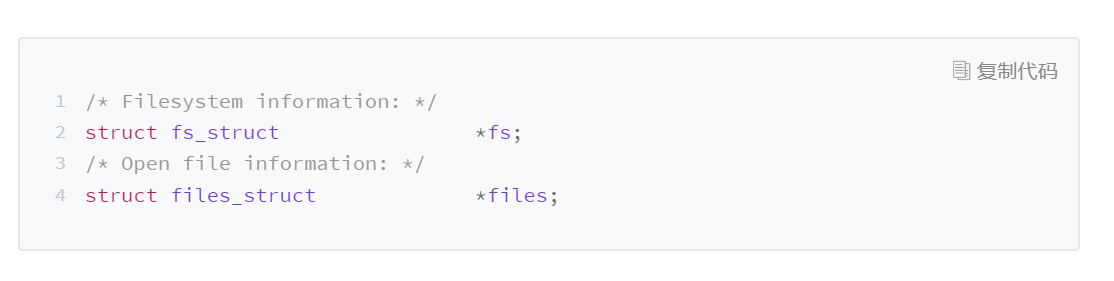 复制代码
1 /* Filesystem information: */
2 struct fs_struct                *fs;
3 /* Open file information: */
4 struct files_struct             *files;